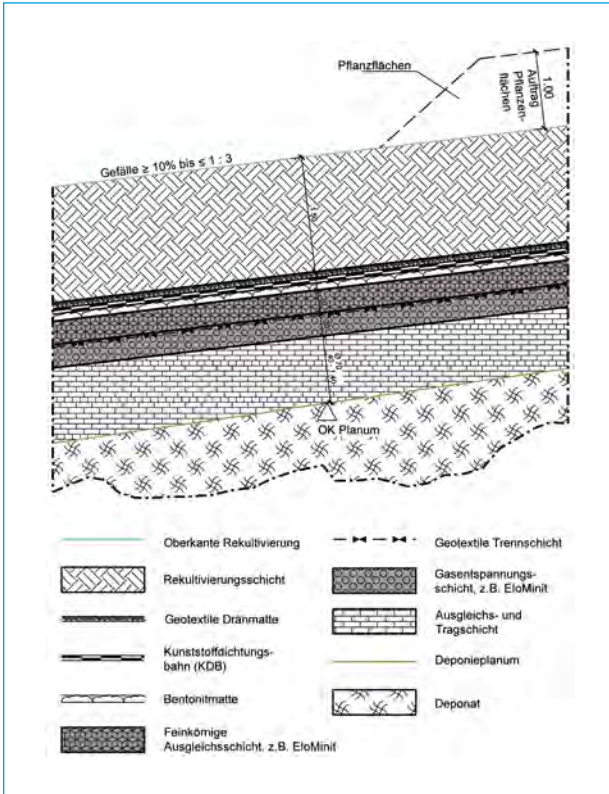 Pflanzflächen
1.00
Auftrag
Pflanzen-
flächen
Gefälle ≥ 10% bis ≤ 1 : 3
OK Planum
Oberkante Rekultivierung
Rekultivierungsschicht
Geotextile Dränmatte
Kunststoffdichtungs-
bahn (KDB)
Bentonitmatte
Feinkörnige
Ausgleichsschicht. z.B. EloMinit
Geotextile Trennschicht
Gasentspannungs-
schicht, z.B. EloMinit
Ausgleichs- und
Tragschicht
Deponieplanum
Deponat